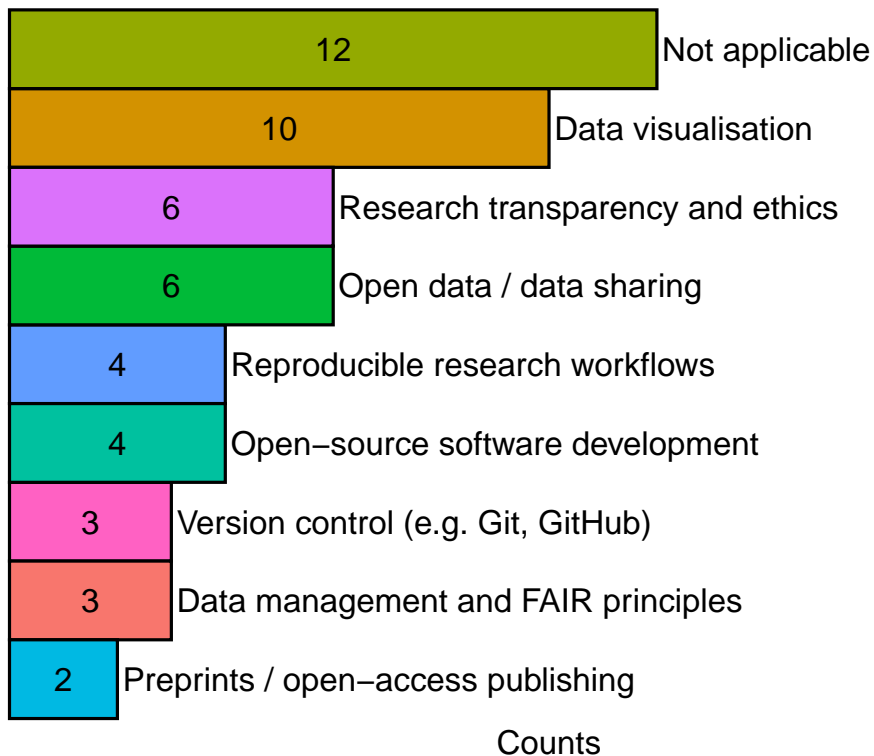 12 Not applicable
10 Data visualisation
6 Research transparency and ethics
6 Open data / data sharing
4 Reproducible research workflows
4 Open−source software development
3 Version control (e.g. Git, GitHub)
3 Data management and FAIR principles
2 Preprints / open−access publishing
Counts